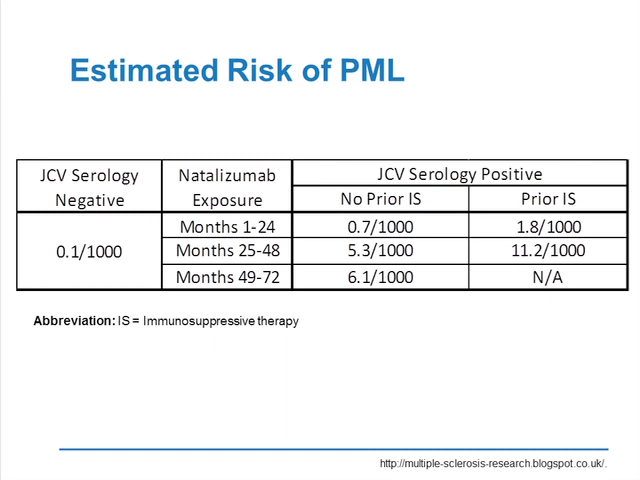 Estimated Risk of PML
JCV Serology Negative
Natalizumab Exposure
JCV Serology Positive
No Prior IS
Prior IS
0.1/1000
Months 1-24
0.7/1000
1.8/1000
Months 25-48
5.3/1000
11.2/1000
Months 49-72
6.1/1000
N/A
Abbreviation: IS = Immunosuppressive therapy
http://multiple-sclerosis-research.blogspot.co.uk/.